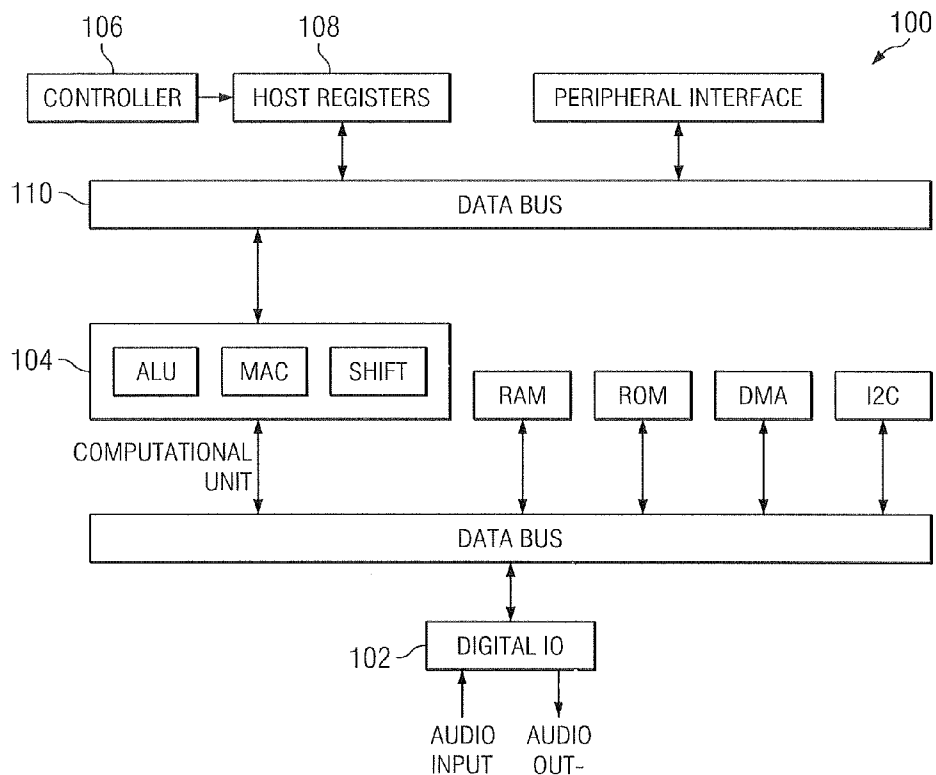 100
106
108
CONTROLLER
HOST REGISTERS
PERIPHERAL INTERFACE
110
DATA BUS
104
ALU
MAC
SHIFT
RAM
ROM
DMA
I2C
COMPUTATIONAL
UNIT
DATA BUS
102
DIGITAL IO
AUDIO
INPUT
AUDIO
OUT~